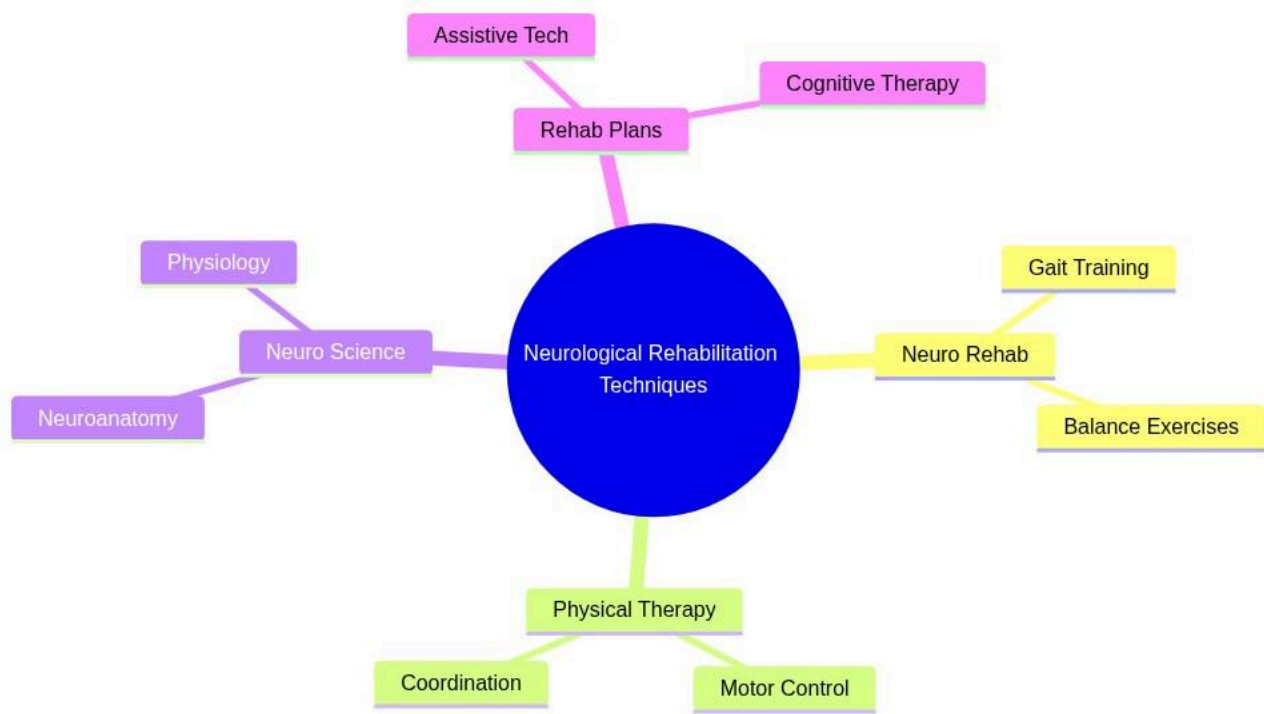 Assistive Tech
Cognitive Therapy
Rehab Plans
Physiology
Gait Training
Neuro Science
Neurological Rehabilitation
Techniques
Neuro Rehab
Neuroanatomy
Balance Exercises
Physical Therapy
Coordination
Motor Control